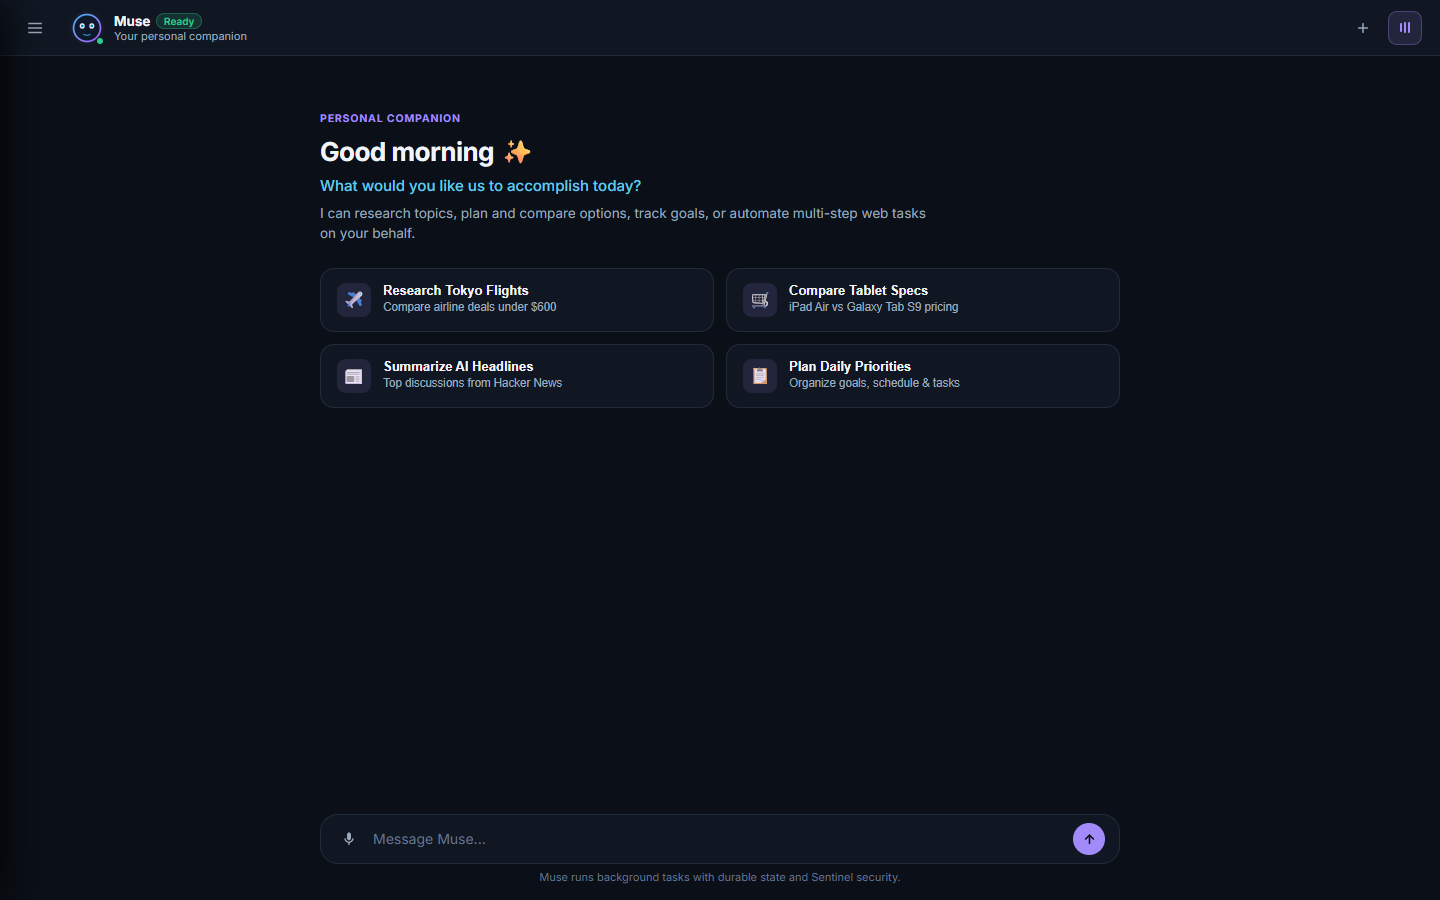 Muse Ready
Your personal companion
PERSONAL COMPANION
Good morning ✨
What would you like us to accomplish today?
I can research topics, plan and compare options, track goals, or automate multi-step web tasks
on your behalf.
Research Tokyo Flights
Compare airline deals under $600
Compare Tablet Specs
iPad Air vs Galaxy Tab S9 pricing
Summarize AI Headlines
Top discussions from Hacker News
Plan Daily Priorities
Organize goals, schedule & tasks
Message Muse...
Muse runs background tasks with durable state and Sentinel security.